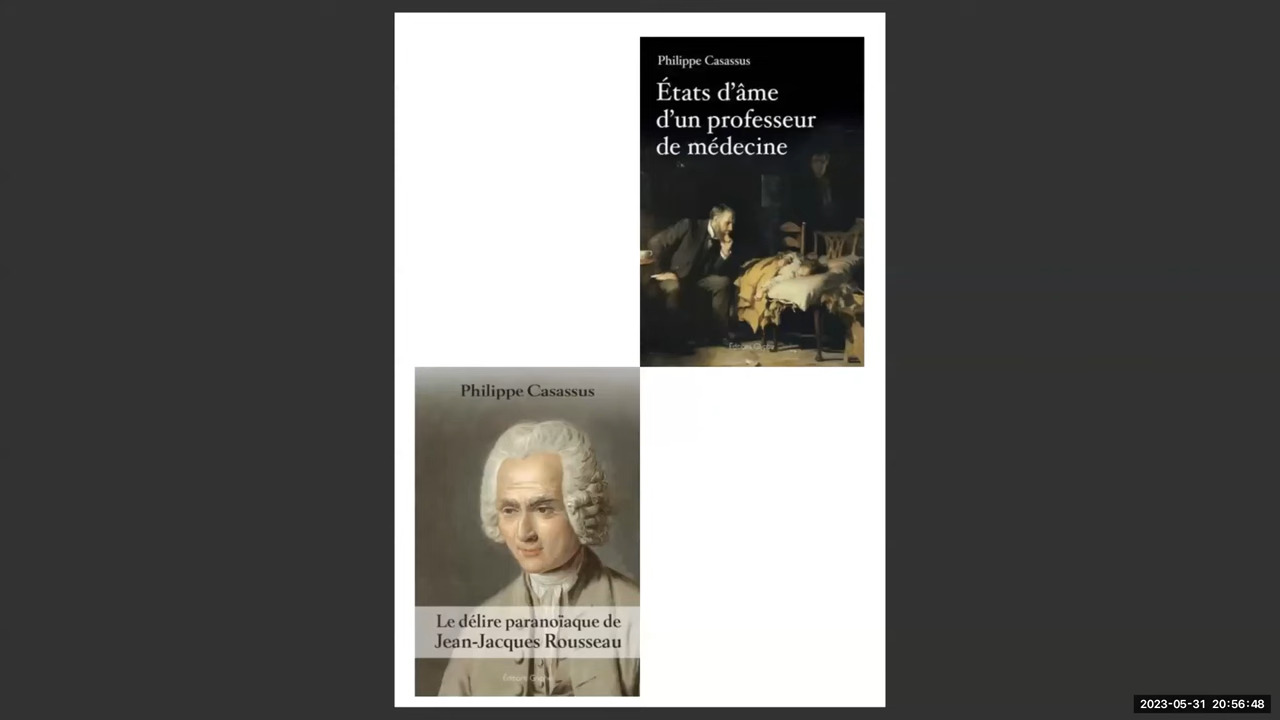 Philippe Casassus
États d'âme
d'un professeur
de médecine
Philippe Casassus
Le délire paranoïaque de
Jean-Jacques Rousseau
2023-05-31 20:56:48